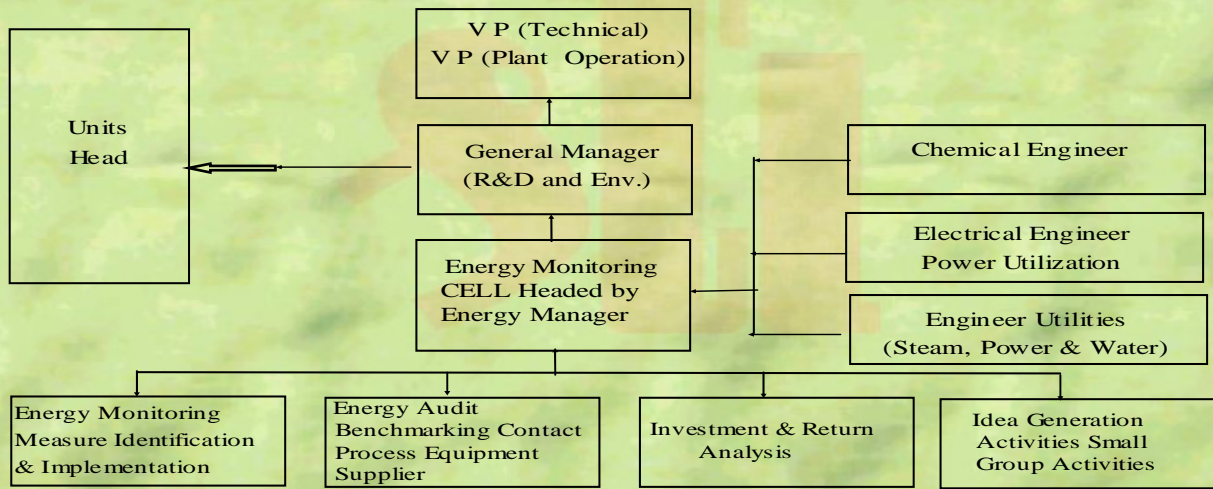 V P (Technical)
V P (Plant Operation)
Units
Head
General Manager
(R&D and Env.)
Chemical Engineer
Electrical Engineer
Power Utilization
Energy Monitoring
CELL Headed by
Energy Manager
Engineer Utilities
(Steam, Power & Water)
Energy Monitoring
Measure Identification
& Implementation
Energy Audit
Benchmarking Contact
Process Equipment
Supplier
Investment & Return
Analysis
Idea Generation
Activities Small
Group Activities